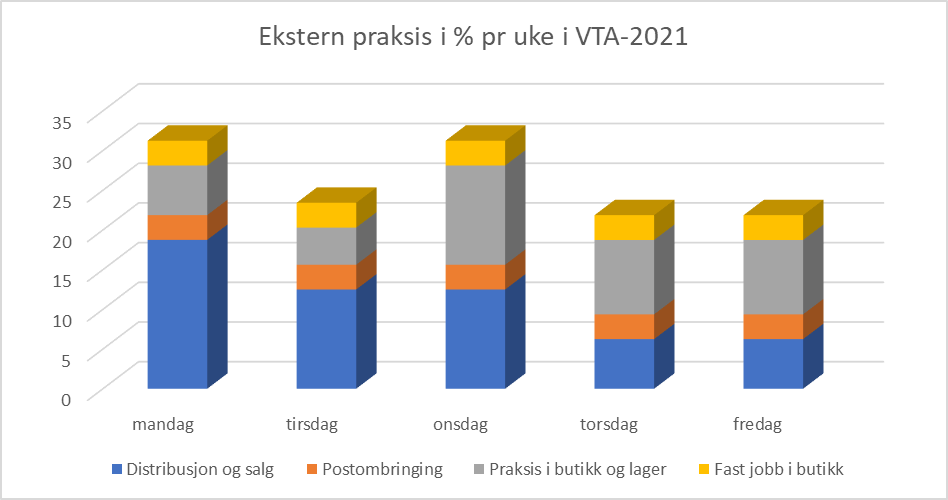 Ekstern praksis i % pr uke i VTA-2021
35
30
25
20
15
10
5
0
mandag tirsdag onsdag torsdag fredag
Distribusjon og salg Postombringing Praksis i butikk og lager Fast jobb i butikk